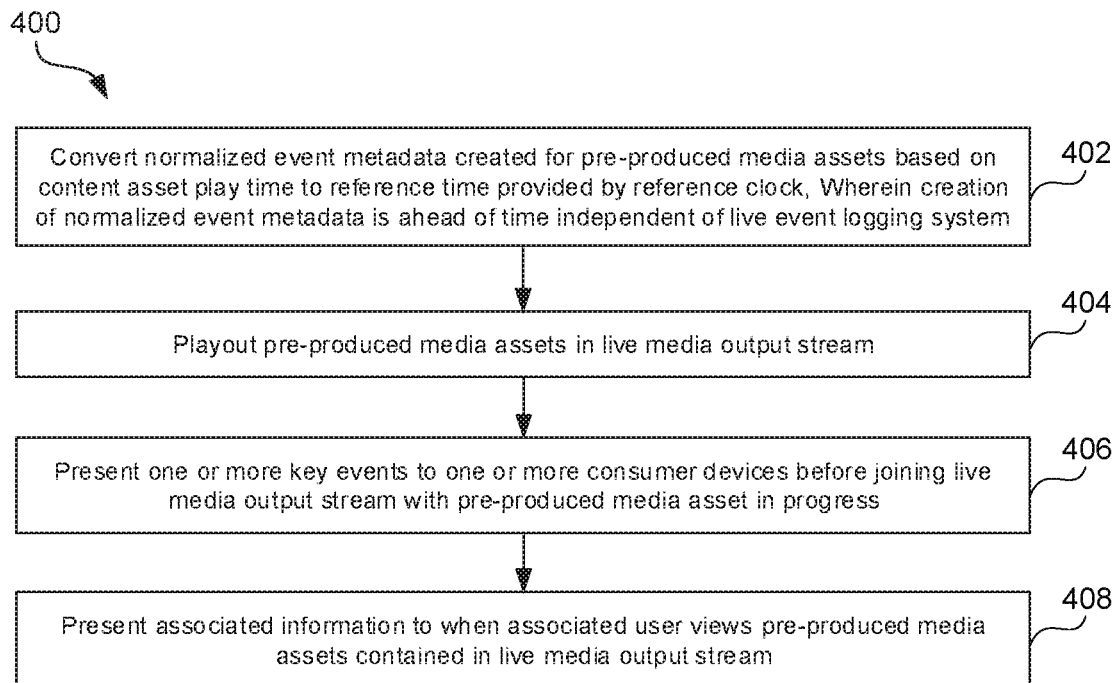 400
Convert normalized event metadata created for pre-produced media assets based on
content asset play time to reference time provided by reference clock, Wherein creation
of normalized event metadata is ahead of time independent of live event logging system
402
Playout pre-produced media assets in live media output stream
404
Present one or more key events to one or more consumer devices before joining live
media output stream with pre-produced media asset in progress
406
Present associated information to when associated user views pre-produced media
assets contained in live media output stream
408